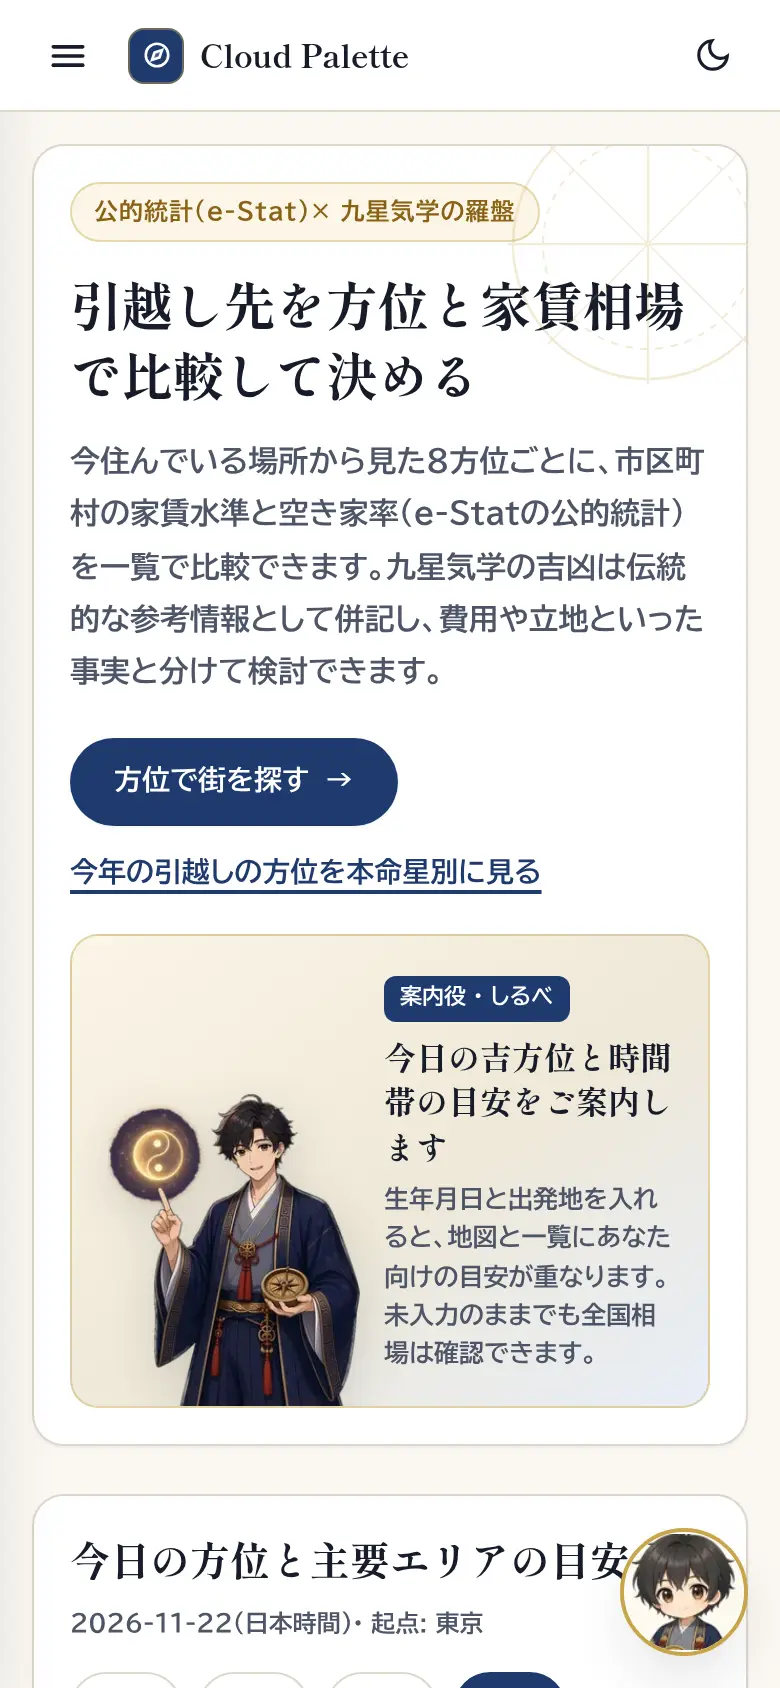 Cloud Palette
公的統計(e-Stat)× 九星気学の羅盤
引越し先を方位と家賃相場
で比較して決める
今住んでいる場所から見た8方位ごとに、市区町
村の家賃水準と空き家率(e-Statの公的統計)
を一覧で比較できます。九星気学の吉凶は伝統
的な参考情報として併記し、費用や立地といった
事実と分けて検討できます。
方位で街を探す →
今年の引越しの方位を本命星別に見る
案内役・しるべ
今日の吉方位と時間
帯の目安をご案内し
ます
生年月日と出発地を入れ
ると、地図と一覧にあなた
向けの目安が重なります。
未入力のままでも全国相
場は確認できます。
今日の方位と主要エリアの目安
2026-11-22(日本時間)・起点: 東京